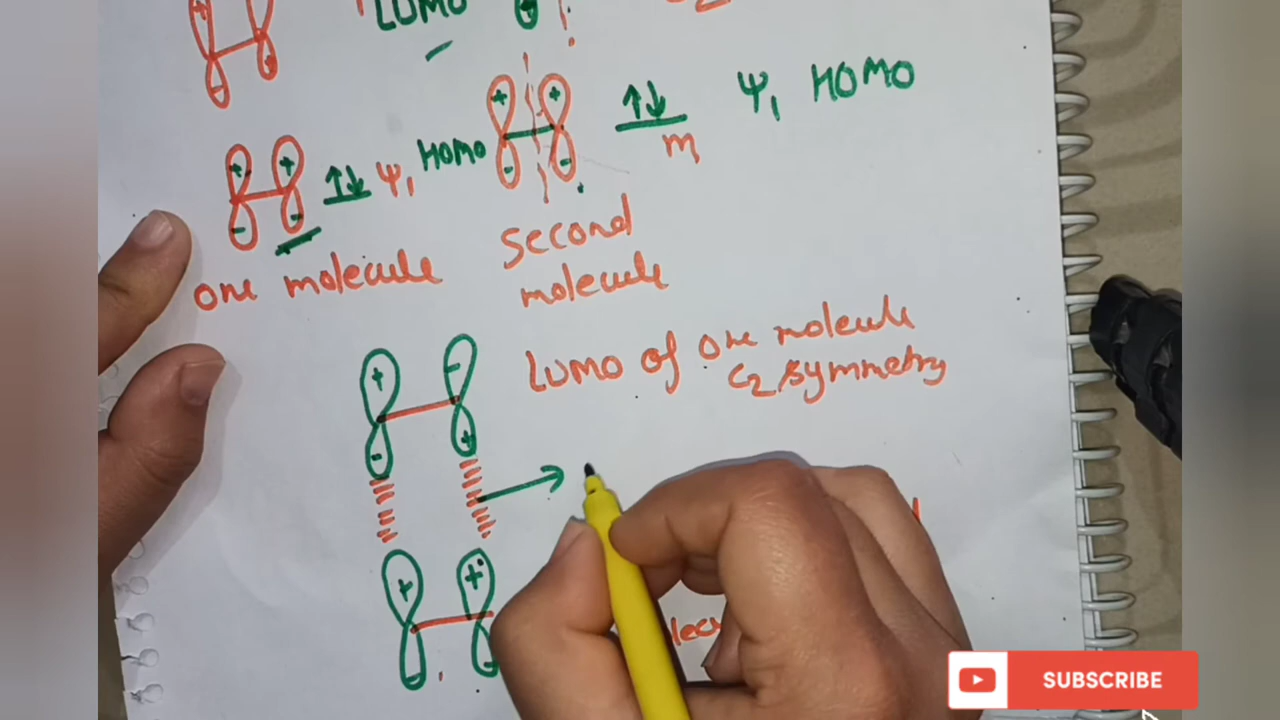 LUMO
ψ₁ HOMO
m
ψ₁ HOMO
one molecule
Second
molecule
LUMO of one molecule
C₂ symmetry
SUBSCRIBE